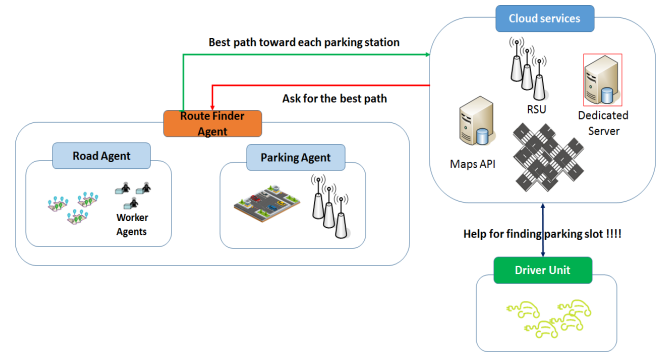 Cloud services
Best path toward each parking station
Ask for the best path
RSU
Dedicated
Server
Maps API
Route Finder
Agent
Road Agent
Parking Agent
Worker
Agents
Help for finding parking slot !!!!
Driver Unit